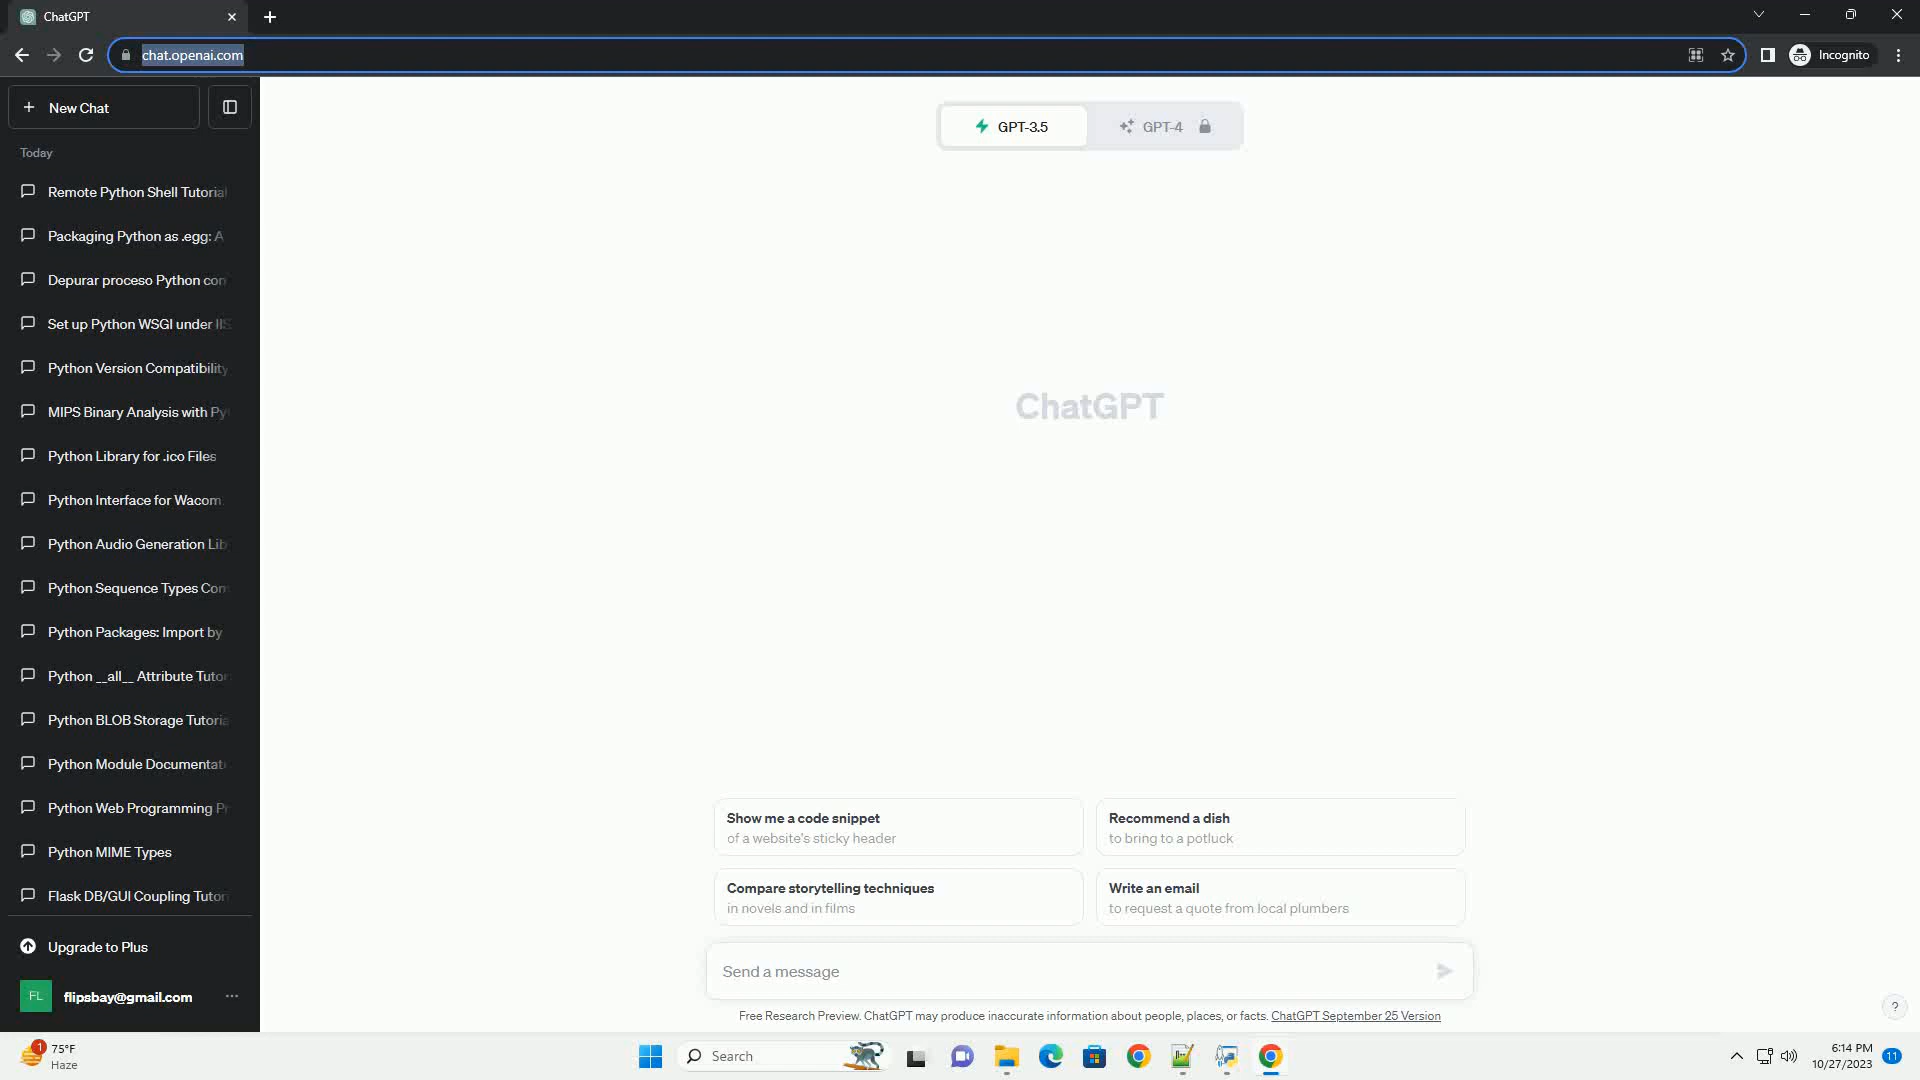 ChatGPT
chat.openai.com
Incognito
New Chat
Today
Remote Python Shell Tutorial
Packaging Python as .egg: A
Depurar proceso Python con
Set up Python WSGI under IIS
Python Version Compatibility
MIPS Binary Analysis with Py
Python Library for .ico Files
Python Interface for Wacom
Python Audio Generation Lib
Python Sequence Types Com
Python Packages: Import by
Python __all__ Attribute Tutor
Python BLOB Storage Tutoria
Python Module Documentat
Python Web Programming Pr
Python MIME Types
Flask DB/GUI Coupling Tutor
Upgrade to Plus
FL flipsbay@gmail.com
GPT-3.5 GPT-4
ChatGPT
Show me a code snippet
of a website's sticky header
Recommend a dish
to bring to a potluck
Compare storytelling techniques
in novels and in films
Write an email
to request a quote from local plumbers
Send a message
Free Research Preview. ChatGPT may produce inaccurate information about people, places, or facts. ChatGPT September 25 Version
?
1
75°F
Haze
Search
6:14 PM
10/27/2023
11